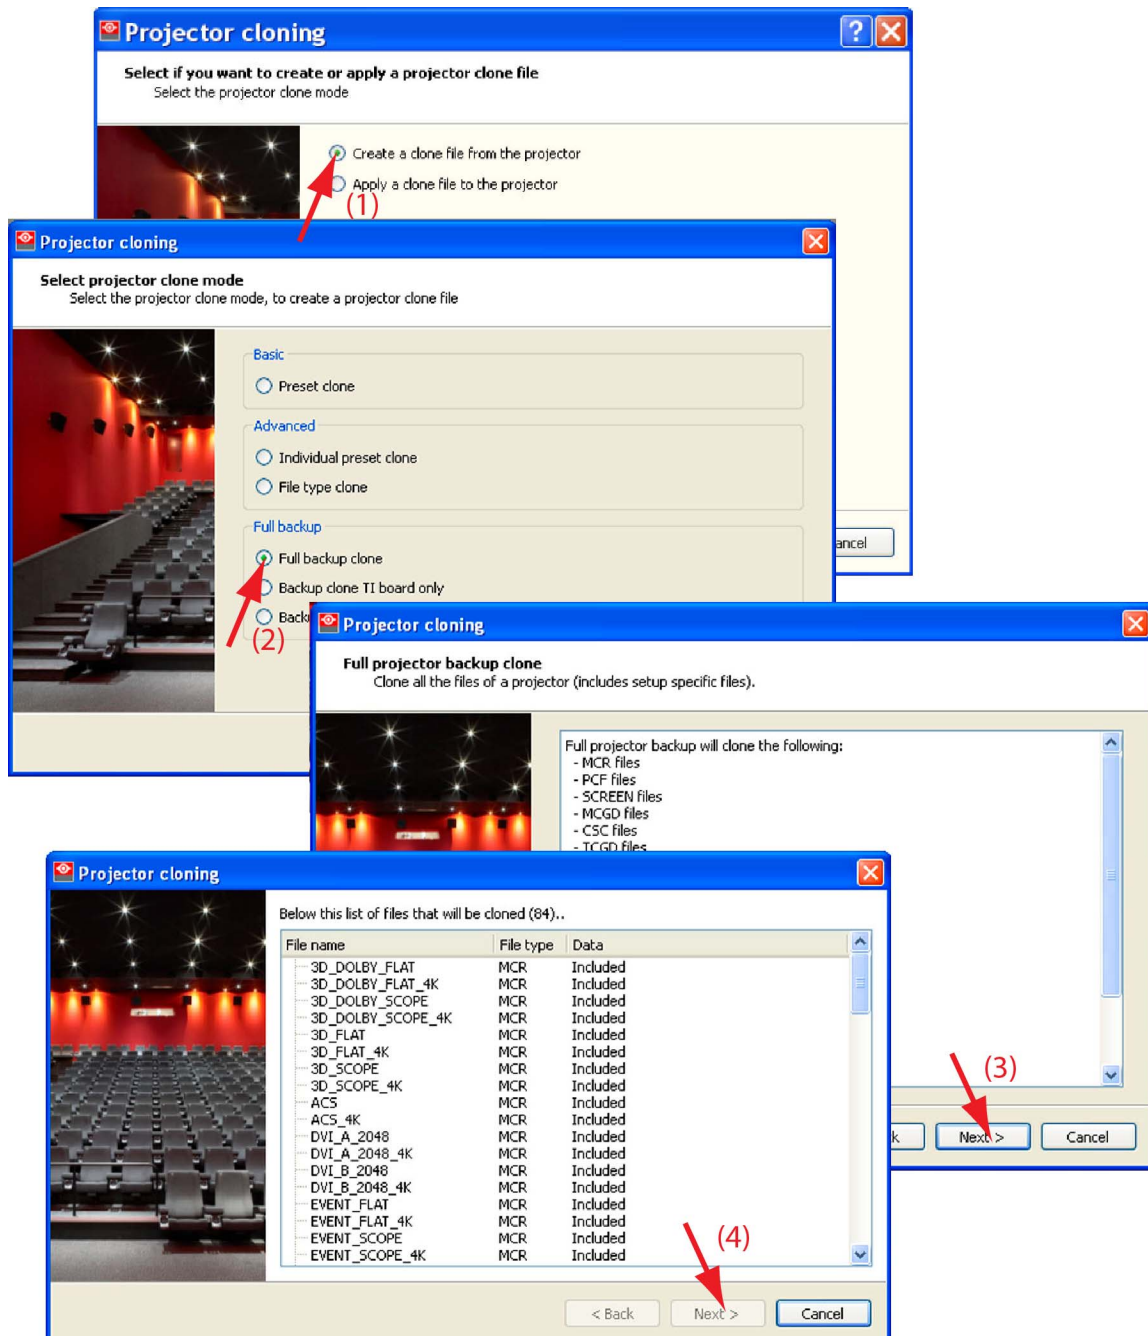 Projector cloning
Select if you want to create or apply a projector clone file
Select the projector clone mode
Create a clone file from the projector
Apply a clone file to the projector
(1)
Projector cloning
Select projector clone mode
Select the projector clone mode, to create a projector clone file
Basic
Preset clone
Advanced
Individual preset clone
File type clone
Full backup
Full backup clone
Backup clone TI board only
(2)
Projector cloning
Full projector backup clone
Clone all the files of a projector (includes setup specific files).
Full projector backup will clone the following:
- MCR files
- PCF files
- SCREEN files
- MCGD files
- CSC files
- TCGD files
(3)
Next >
Cancel
Projector cloning
Below this list of files that will be cloned (84)..
File name File type Data
3D_DOLBY_FLAT MCR Included
3D_DOLBY_FLAT_4K MCR Included
3D_DOLBY_SCOPE MCR Included
3D_DOLBY_SCOPE_4K MCR Included
3D_FLAT MCR Included
3D_FLAT_4K MCR Included
3D_SCOPE MCR Included
3D_SCOPE_4K MCR Included
ACS MCR Included
ACS_4K MCR Included
DVI_A_2048 MCR Included
DVI_A_2048_4K MCR Included
DVI_B_2048 MCR Included
DVI_B_2048_4K MCR Included
EVENT_FLAT MCR Included
EVENT_FLAT_4K MCR Included
EVENT_SCOPE MCR Included
EVENT_SCOPE_4K MCR Included
(4)
< Back Next > Cancel